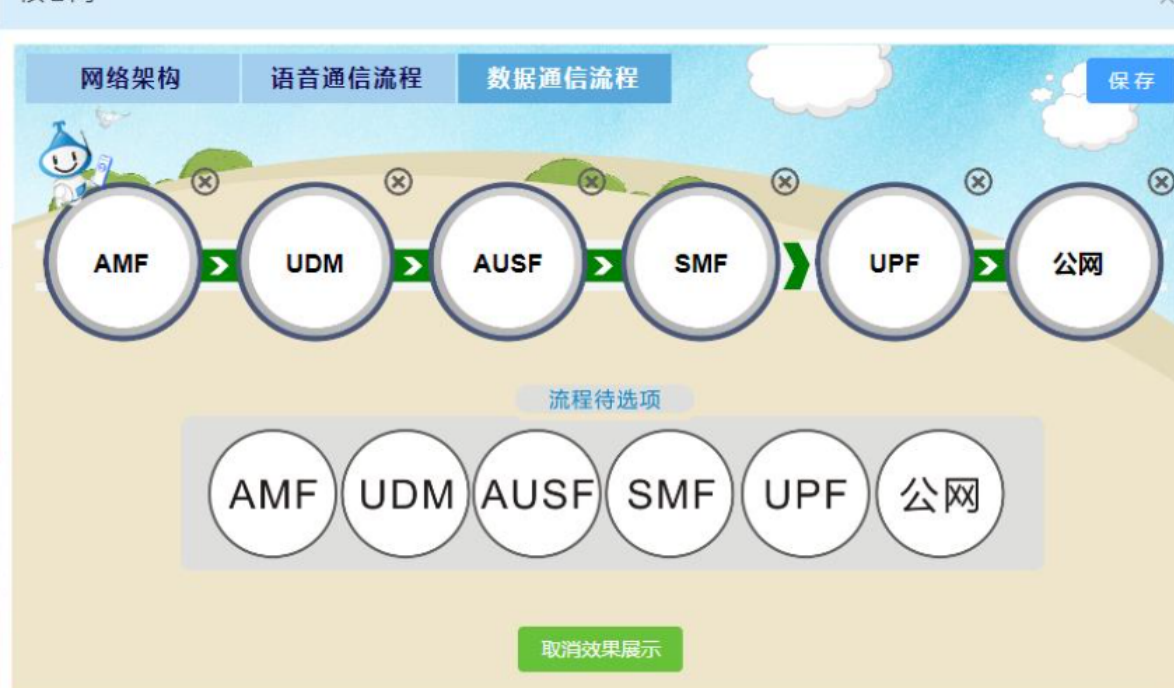 网络架构
语音通信流程
数据通信流程
保存
AMF
UDM
AUSF
SMF
UPF
公网
流程待选项
AMF
UDM
AUSF
SMF
UPF
公网
取消效果展示